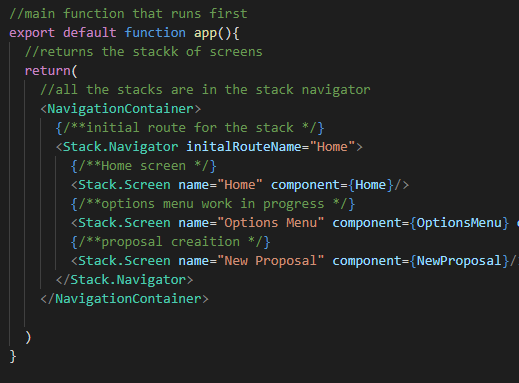 //main function that runs first
export default function app(){
//returns the stackk of screens
return(
//all the stacks are in the stack navigator
<NavigationContainer>
{/**initial route for the stack */}
<Stack.Navigator initalRouteName="Home">
{/**Home screen */}
<Stack.Screen name="Home" component={Home}/>
{/**options menu work in progress */}
<Stack.Screen name="Options Menu" component={OptionsMenu}
{/**proposal creaition */}
<Stack.Screen name="New Proposal" component={NewProposal}/
</Stack.Navigator>
</NavigationContainer>
)
}